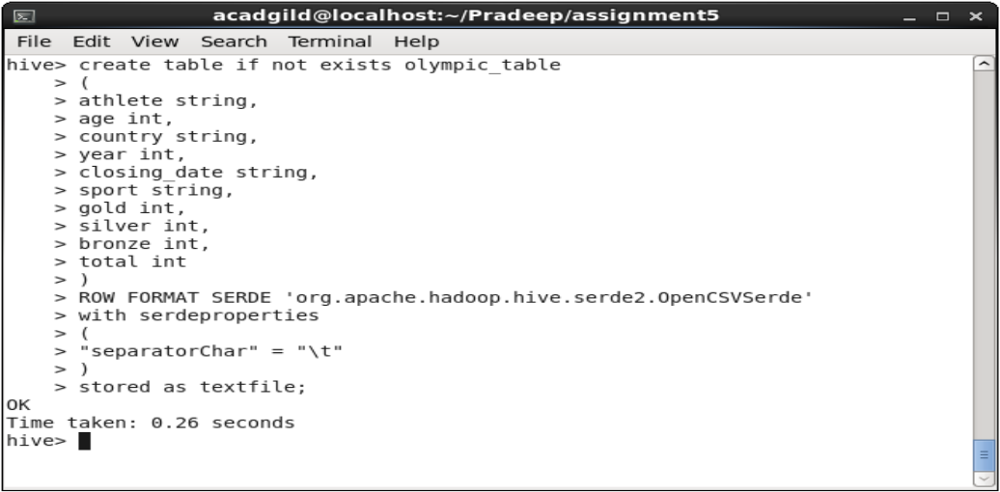 acadgild@localhost:~/Pradeep/assignment5
File Edit View Search Terminal Help
hive> create table if not exists olympic_table
    > (
    > athlete string,
    > age int,
    > country string,
    > year int,
    > closing_date string,
    > sport string,
    > gold int,
    > silver int,
    > bronze int,
    > total int
    > )
    > ROW FORMAT SERDE 'org.apache.hadoop.hive.serde2.OpenCSVSerde'
    > with serdeproperties
    > (
    > "separatorChar" = "\t"
    > )
    > stored as textfile;
OK
Time taken: 0.26 seconds
hive>